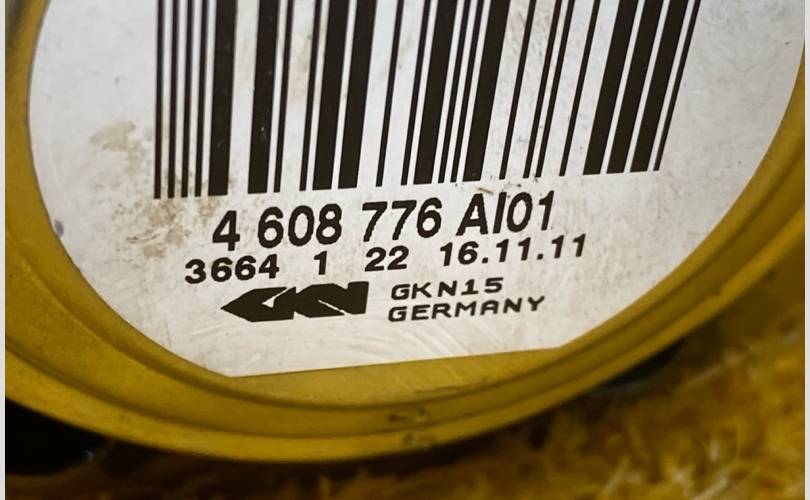 4 608 776 AI01
3664 1 22 16.11.11
GKN GKN15
GERMANY